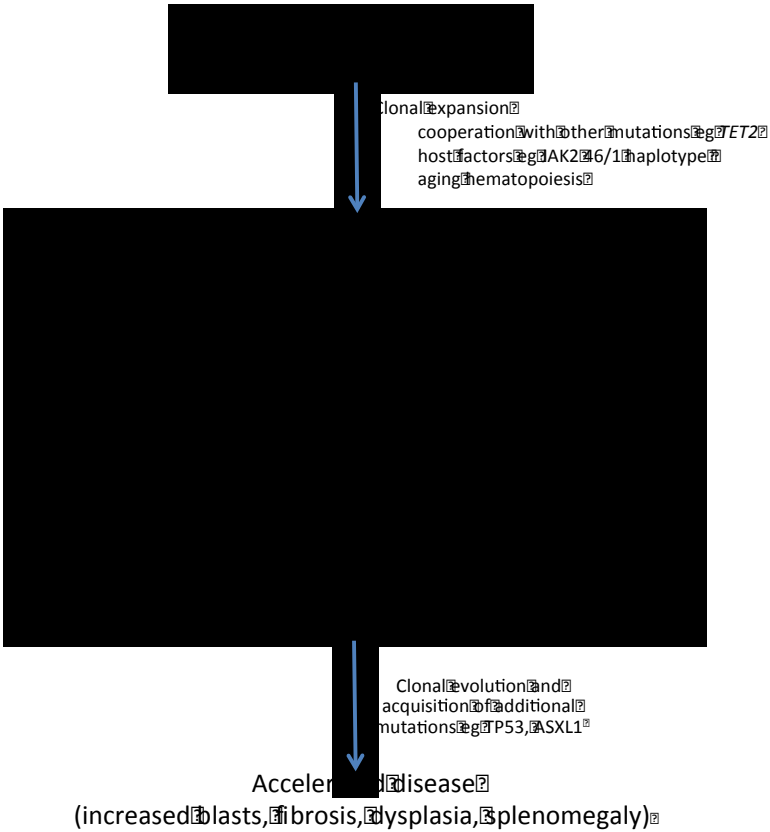 Clonal expansion
cooperation with other mutations eg TET2
host factors eg JAK2 46/1 haplotype
aging hematopoiesis
Clonal evolution and
acquisition of additional
mutations eg TP53, ASXL1
disease
(increased blasts, fibrosis, dysplasia, splenomegaly)